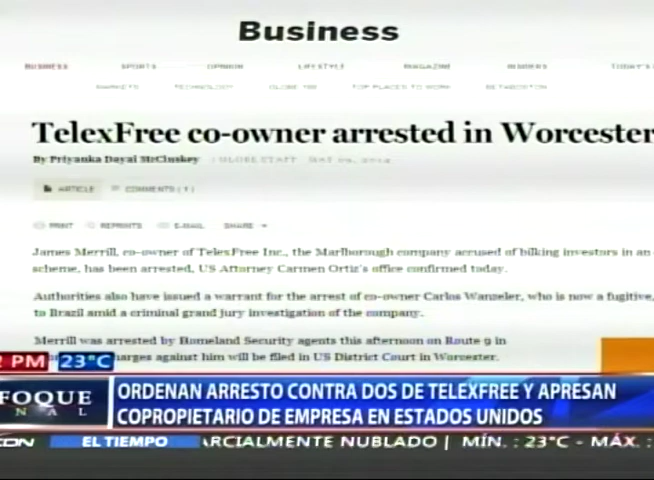 Business
BUSINESS SPORTS OPINION LIFESTYLE MAGAZINE INSIDERS TODAY'S
MARKETS TECHNOLOGY GLOBE 100 TOP PLACES TO WORK BETABOSTON
TelexFree co-owner arrested in Worcester
By Priyanka Dayal McCluskey | GLOBE STAFF
ARTICLE COMMENTS (1)
PRINT REPRINTS E-MAIL SHARE
James Merrill, co-owner of TelexFree Inc., the Marlborough company accused of bilking investors in an
scheme, has been arrested, US Attorney Carmen Ortiz's office confirmed today.
Authorities also have issued a warrant for the arrest of co-owner Carlos Wanzeler, who is now a fugitive,
to Brazil amid a criminal grand jury investigation of the company.
Merrill was arrested by Homeland Security agents this afternoon on Route 9 in
harges against him will be filed in US District Court in Worcester.
2 PM 23°C
FOQUE
NAL
ORDENAN ARRESTO CONTRA DOS DE TELEXFREE Y APRESAN
COPROPIETARIO DE EMPRESA EN ESTADOS UNIDOS
EL TIEMPO ARCIALMENTE NUBLADO | MÍN. : 23°C - MÁX. :